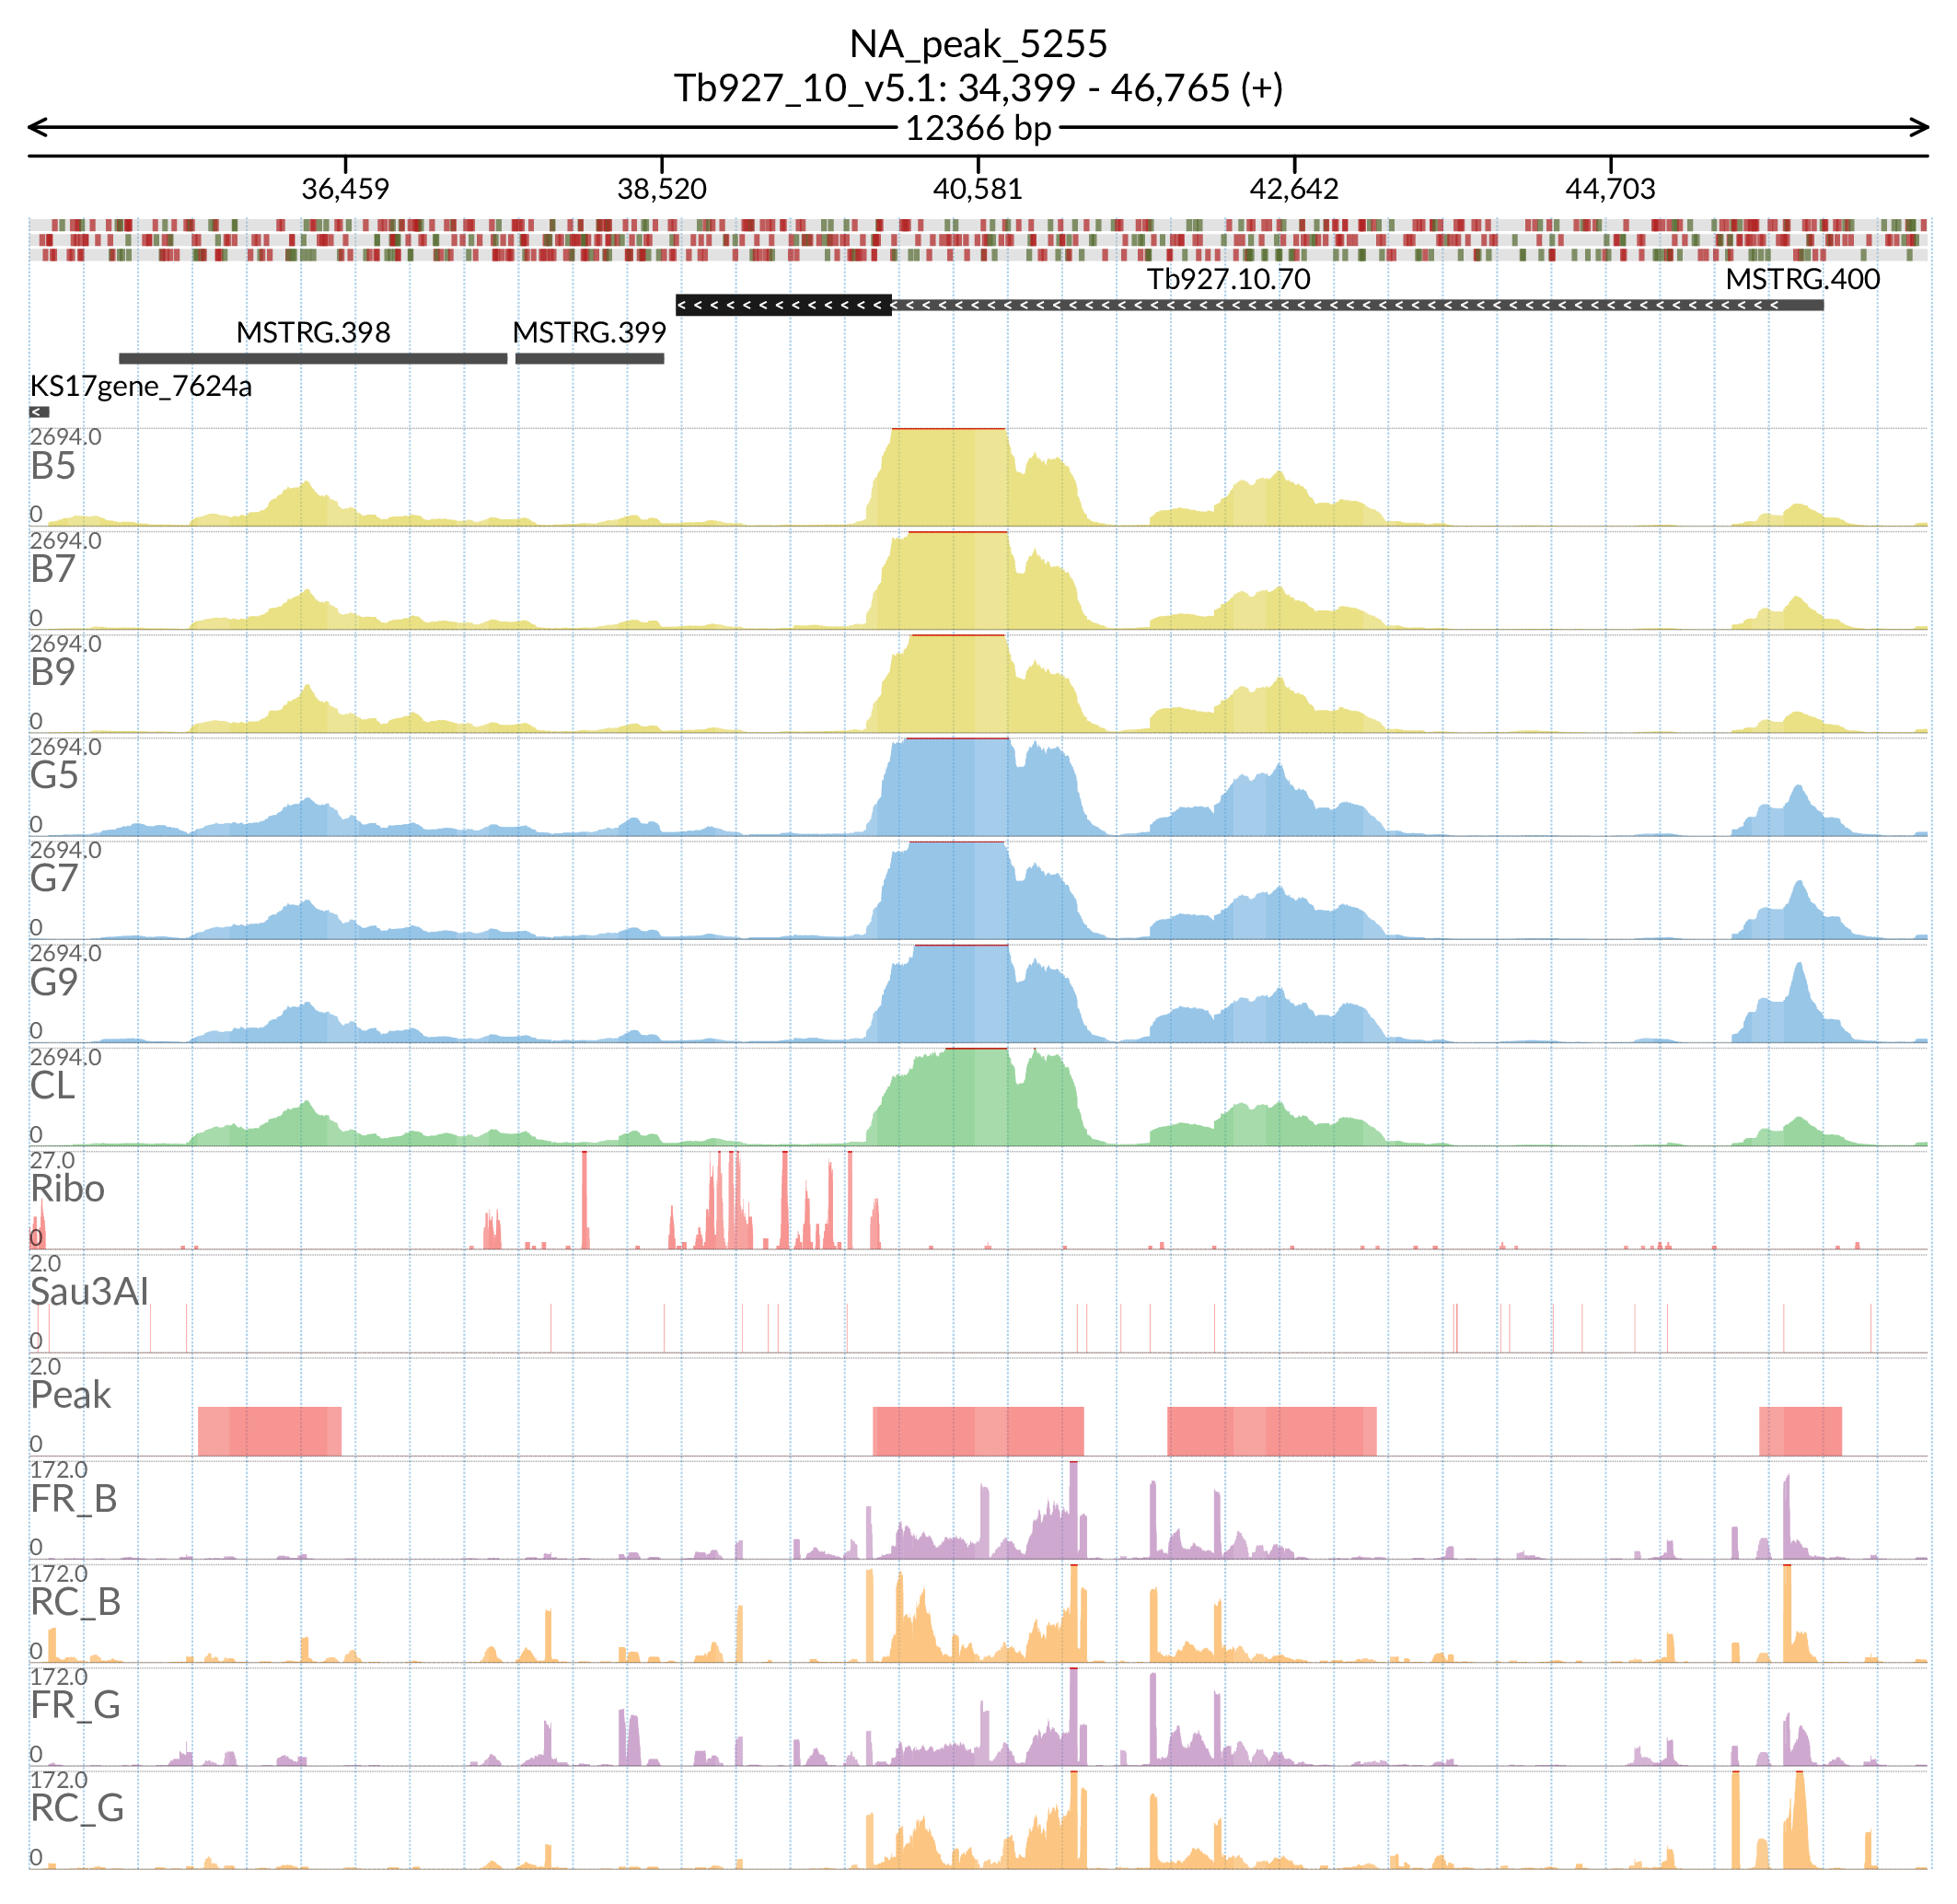 NA_peak_5255
Tb927_10_v5.1: 34,399 - 46,765 (+)
12366 bp
36,459 38,520 40,581 42,642 44,703
Tb927.10.70 MSTRG.400
MSTRG.398 MSTRG.399
KS17gene_7624a
2694.0
B5
0
2694.0
B7
0
2694.0
B9
0
2694.0
G5
0
2694.0
G7
0
2694.0
G9
0
2694.0
CL
0
27.0
Ribo
0
2.0
Sau3AI
0
2.0
Peak
0
172.0
FR_B
0
172.0
RC_B
0
172.0
FR_G
0
172.0
RC_G
0